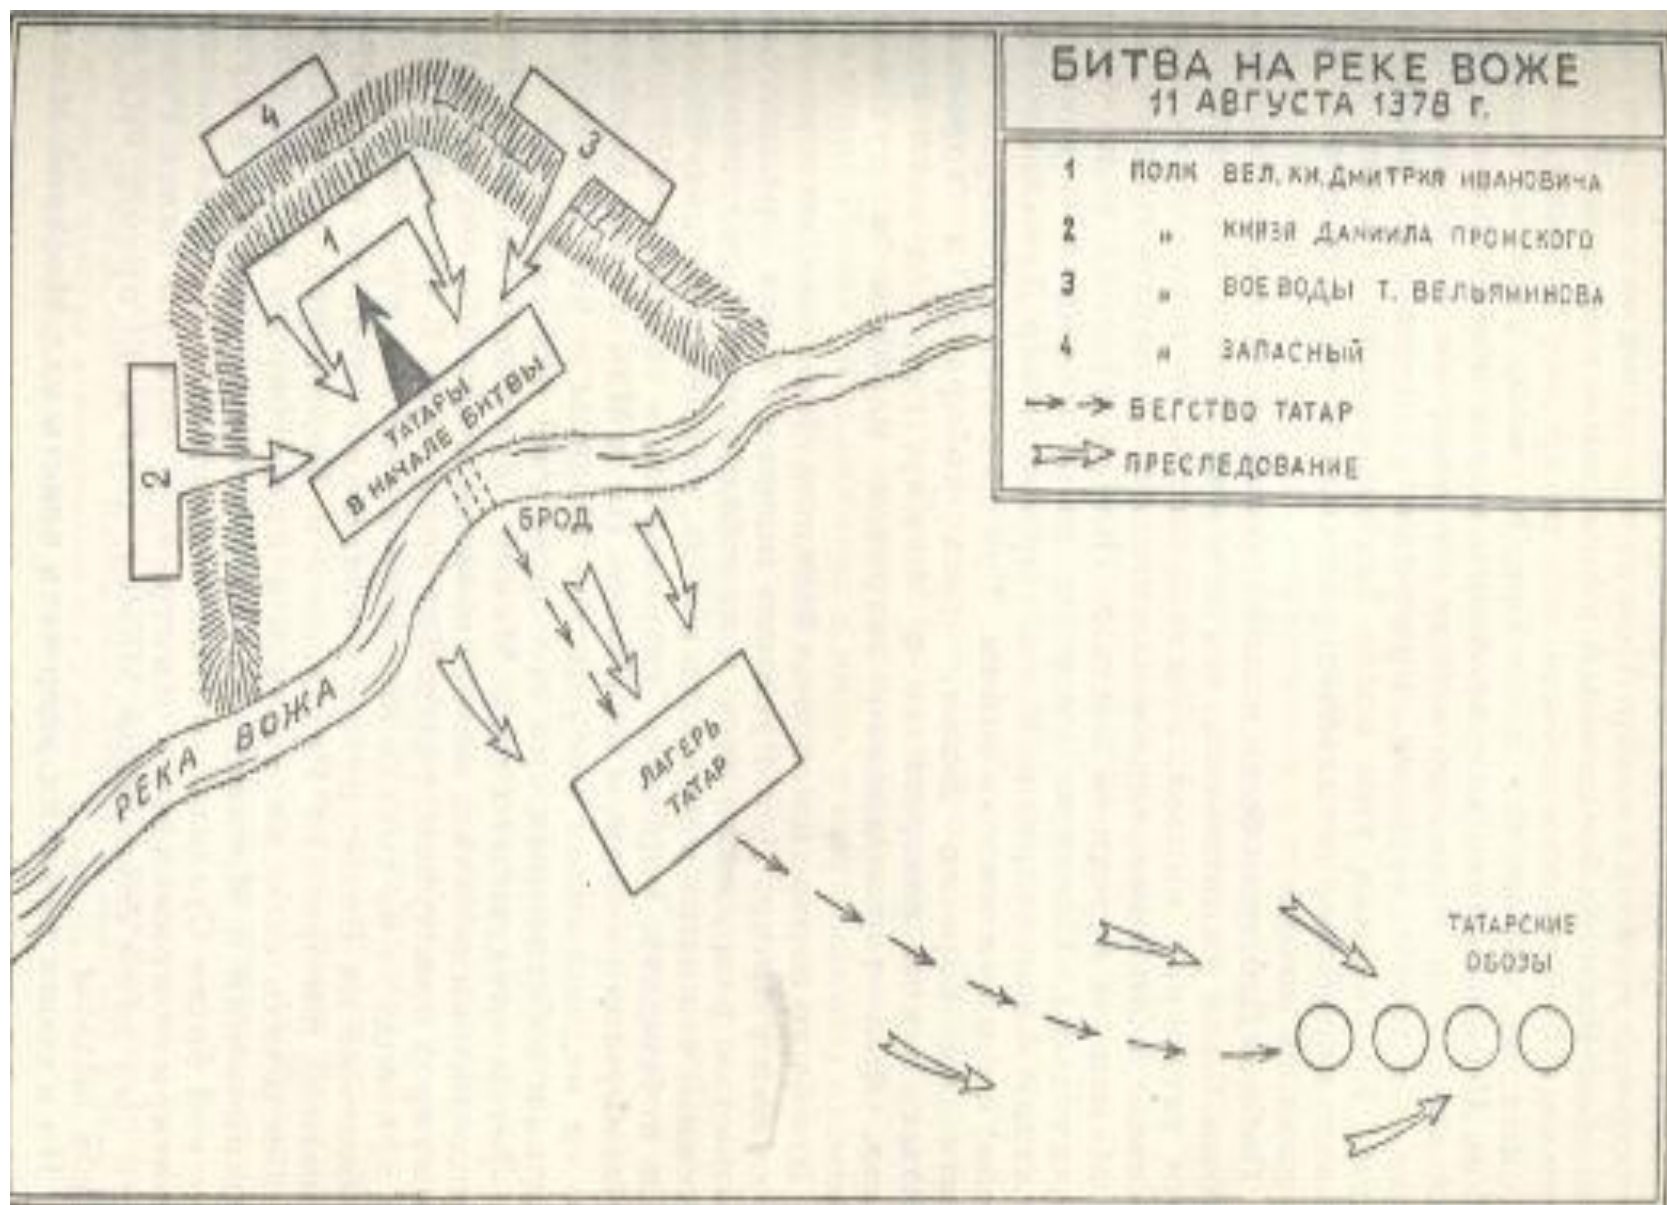 БИТВА НА РЕКЕ ВОЖЕ
11 АВГУСТА 1378 г.
1 ПОЛК ВЕЛ. КН. ДМИТРИЯ ИВАНОВИЧА
2 „ КНЯЗЯ ДАНИИЛА ПРОНСКОГО
3 „ ВОЕВОДЫ Т. ВЕЛЬЯМИНОВА
4 „ ЗАПАСНЫЙ
БЕГСТВО ТАТАР
ПРЕСЛЕДОВАНИЕ
4
3
1
2
ТАТАРЫ
В НАЧАЛЕ БИТВЫ
БРОД
РЕКА ВОЖА
ЛАГЕРЬ
ТАТАР
ТАТАРСКИЕ
ОБОЗЫ